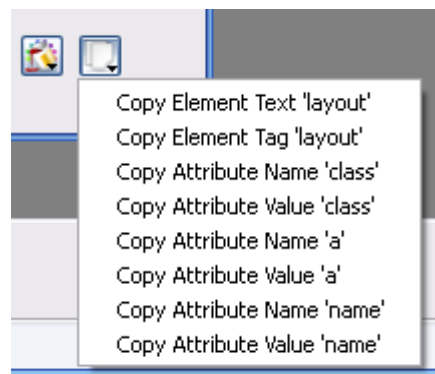 Copy Element Text 'layout'
Copy Element Tag 'layout'
Copy Attribute Name 'class'
Copy Attribute Value 'class'
Copy Attribute Name 'a'
Copy Attribute Value 'a'
Copy Attribute Name 'name'
Copy Attribute Value 'name'